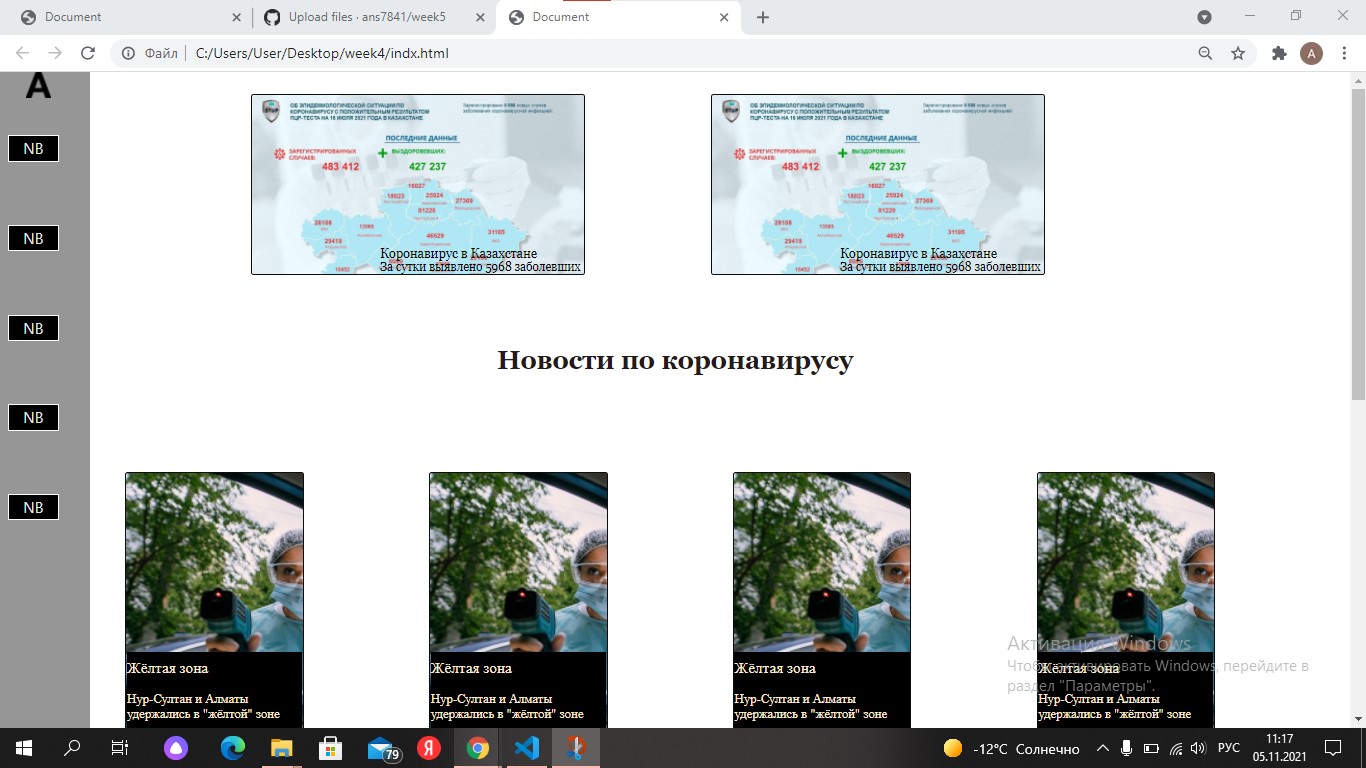 Document
Upload files · ans7841/week5
Document
Файл
C:/Users/User/Desktop/week4/indx.html
A
A
NB
NB
NB
NB
NB
ОБ ЭПИДЕМИОЛОГИЧЕСКОЙ СИТУАЦИИ ПО
КОРОНАВИРУСУ С ПОЛОЖИТЕЛЬНЫМ РЕЗУЛЬТАТОМ
ПЦР-ТЕСТА НА 16 ИЮЛЯ 2021 ГОДА В КАЗАХСТАНЕ
ПОСЛЕДНИЕ ДАННЫЕ
ЗАРЕГИСТРИРОВАННЫХ
СЛУЧАЕВ:
483 412
ВЫЗДОРОВЕВШИХ:
427 237
Коронавирус в Казахстане
За сутки выявлено 5968 заболевших
ОБ ЭПИДЕМИОЛОГИЧЕСКОЙ СИТУАЦИИ ПО
КОРОНАВИРУСУ С ПОЛОЖИТЕЛЬНЫМ РЕЗУЛЬТАТОМ
ПЦР-ТЕСТА НА 16 ИЮЛЯ 2021 ГОДА В КАЗАХСТАНЕ
ПОСЛЕДНИЕ ДАННЫЕ
ЗАРЕГИСТРИРОВАННЫХ
СЛУЧАЕВ:
483 412
ВЫЗДОРОВЕВШИХ:
427 237
Коронавирус в Казахстане
За сутки выявлено 5968 заболевших
Новости по коронавирусу
Жёлтая зона
Нур-Султан и Алматы
удержались в "жёлтой" зоне
Жёлтая зона
Нур-Султан и Алматы
удержались в "жёлтой" зоне
Жёлтая зона
Нур-Султан и Алматы
удержались в "жёлтой" зоне
Жёлтая зона
Нур-Султан и Алматы
удержались в "жёлтой" зоне
Активация Windows
Чтобы активировать Windows, перейдите в
раздел "Параметры".
79
Я
-12°C Солнечно
РУС
11:17
05.11.2021